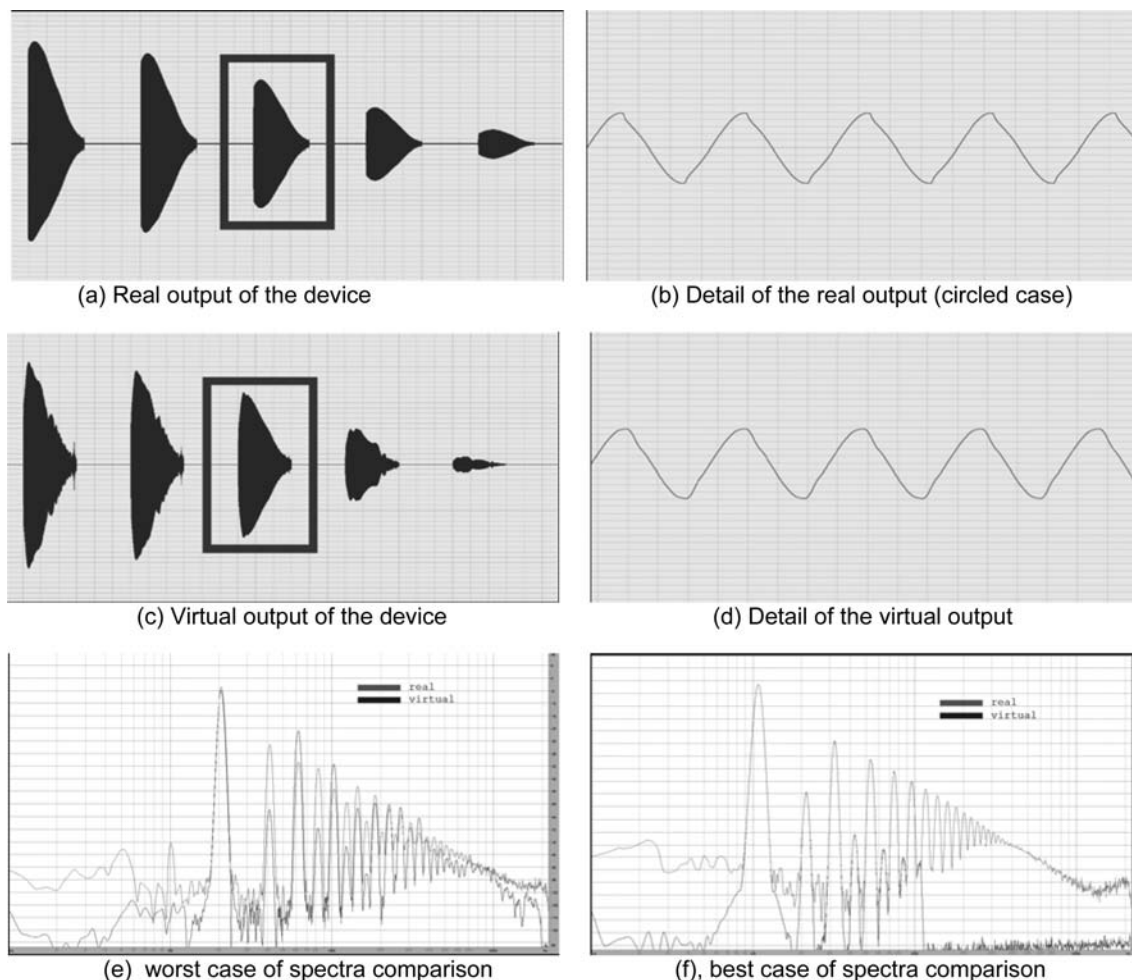 (a) Real output of the device
(b) Detail of the real output (circled case)
(c) Virtual output of the device
(d) Detail of the virtual output
real
virtual
real
virtual
(e) worst case of spectra comparison
(f), best case of spectra comparison